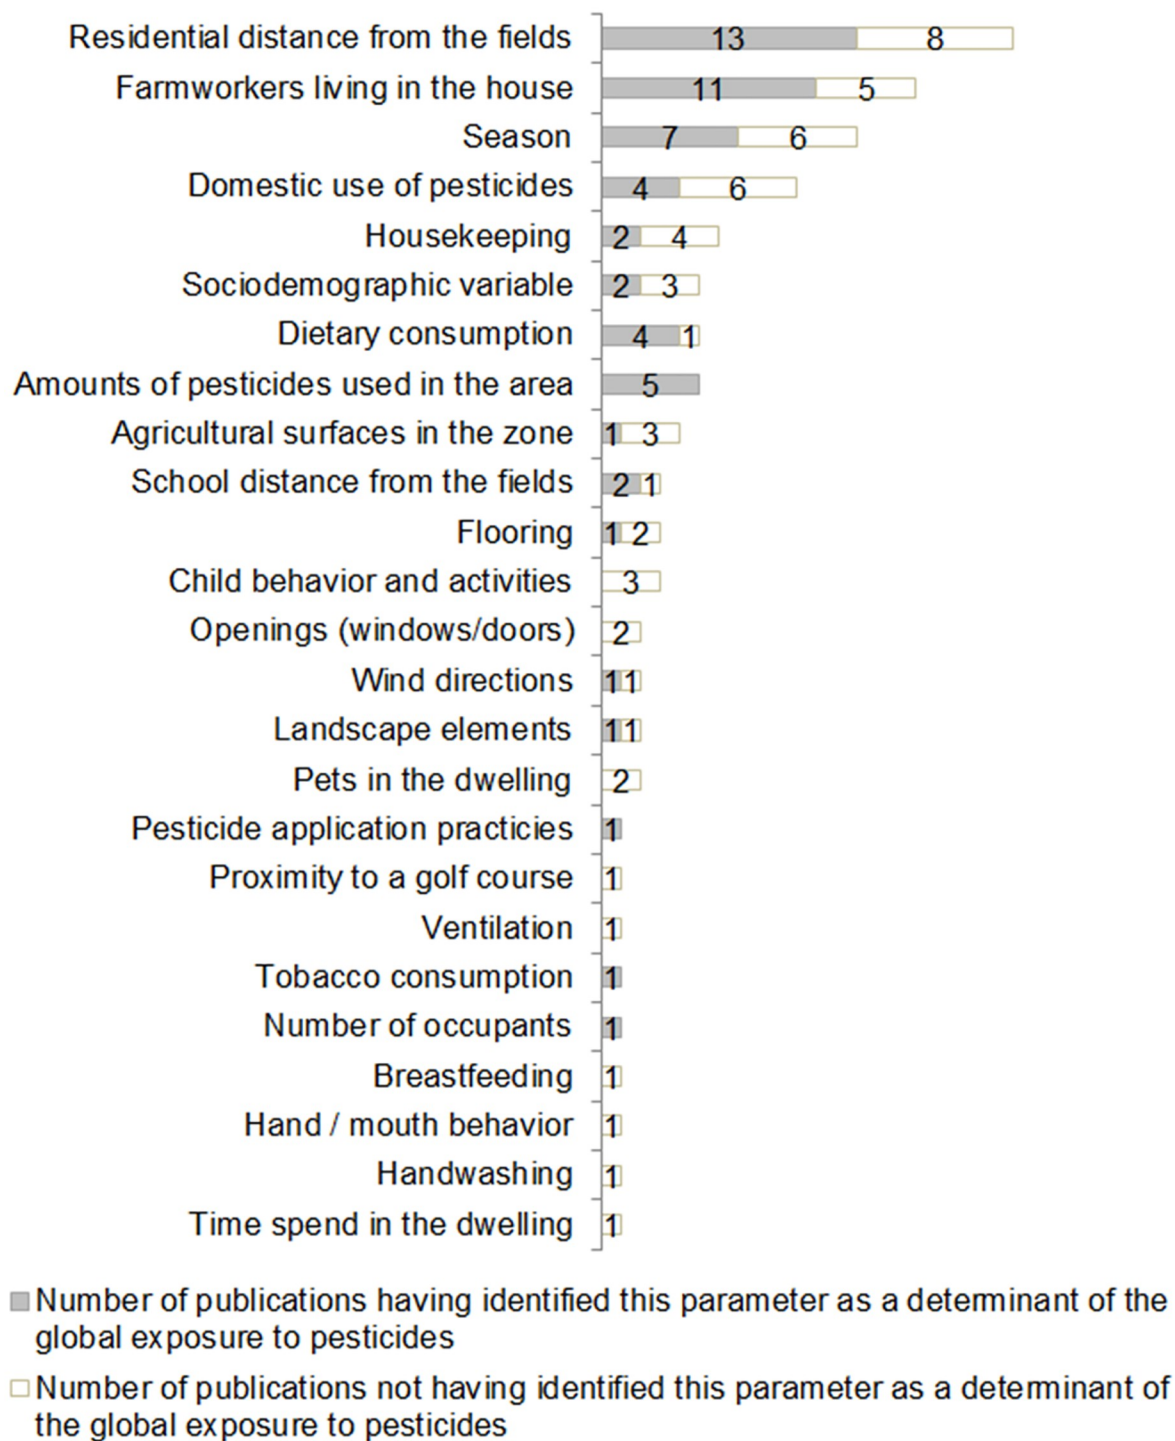 Residential distance from the fields 13 8
Farmworkers living in the house 11 5
Season 7 6
Domestic use of pesticides 4 6
Housekeeping 2 4
Sociodemographic variable 2 3
Dietary consumption 4 1
Amounts of pesticides used in the area 5
Agricultural surfaces in the zone 1 3
School distance from the fields 2 1
Flooring 1 2
Child behavior and activities 3
Openings (windows/doors) 2
Wind directions 1 1
Landscape elements 1 1
Pets in the dwelling 2
Pesticide application practicies 1
Proximity to a golf course 1
Ventilation 1
Tobacco consumption 1
Number of occupants 1
Breastfeeding 1
Hand / mouth behavior 1
Handwashing 1
Time spend in the dwelling 1
Number of publications having identified this parameter as a determinant of the
global exposure to pesticides
Number of publications not having identified this parameter as a determinant of
the global exposure to pesticides